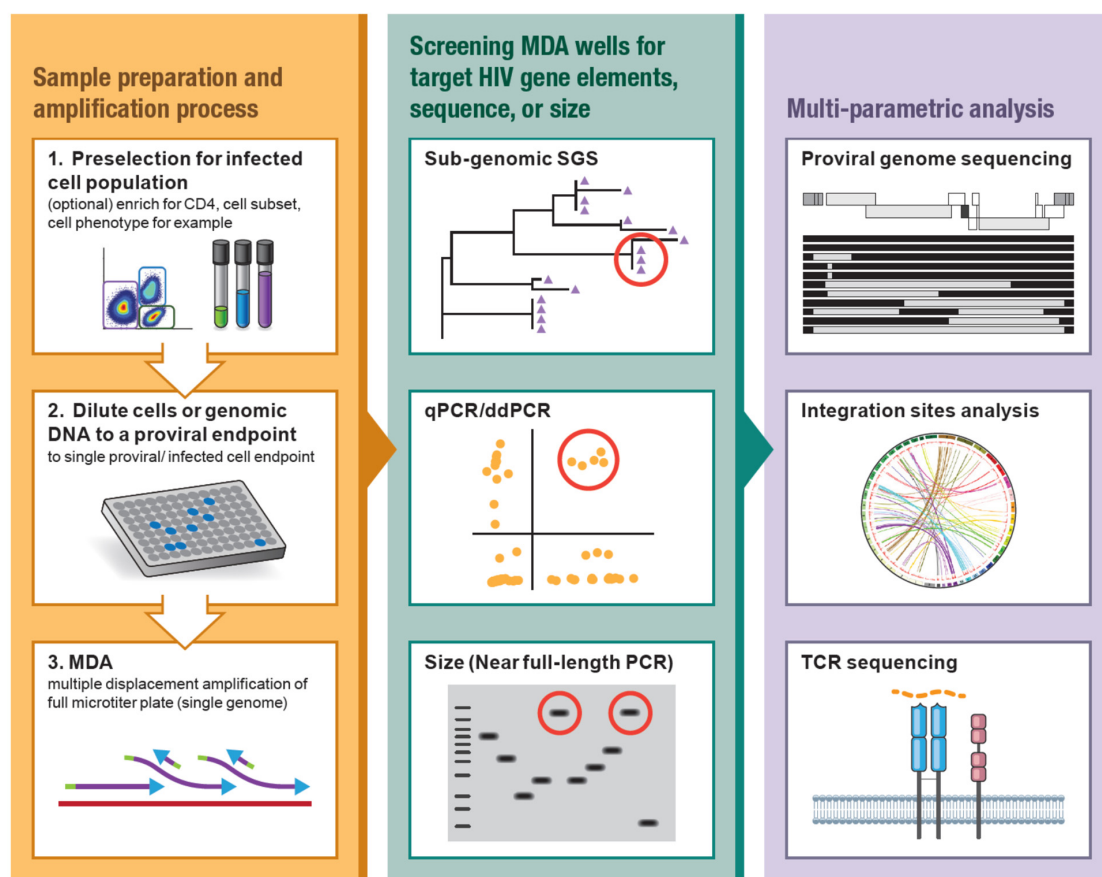 Sample preparation and
amplification process
1. Preselection for infected
cell population
(optional) enrich for CD4, cell subset,
cell phenotype for example
2. Dilute cells or genomic
DNA to a proviral endpoint
to single proviral/ infected cell endpoint
3. MDA
multiple displacement amplification of
full microtiter plate (single genome)
Screening MDA wells for
target HIV gene elements,
sequence, or size
Sub-genomic SGS
qPCR/ddPCR
Size (Near full-length PCR)
Multi-parametric analysis
Proviral genome sequencing
Integration sites analysis
TCR sequencing